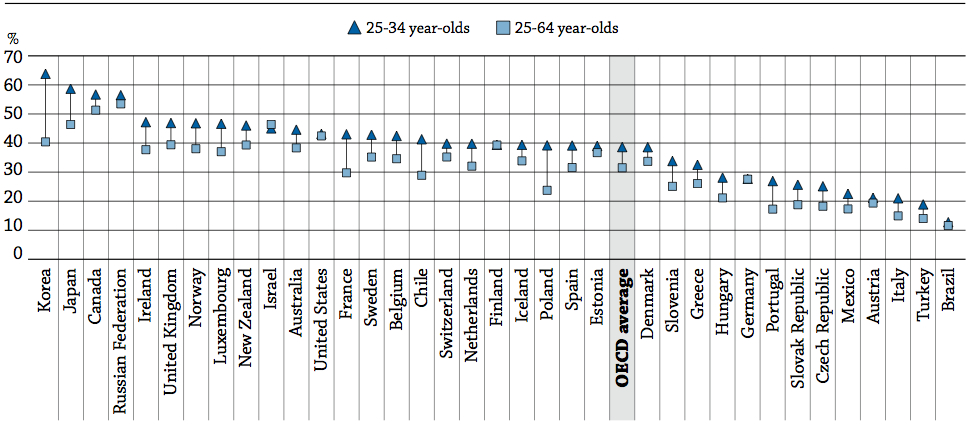 25-34 year-olds 25-64 year-olds
%
70
60
50
40
30
20
10
0
Korea
Japan
Canada
Russian Federation
Ireland
United Kingdom
Norway
Luxembourg
New Zealand
Israel
Australia
United States
France
Sweden
Belgium
Chile
Switzerland
Netherlands
Finland
Iceland
Poland
Spain
Estonia
OECD average
Denmark
Slovenia
Greece
Hungary
Germany
Portugal
Slovak Republic
Czech Republic
Mexico
Austria
Italy
Turkey
Brazil